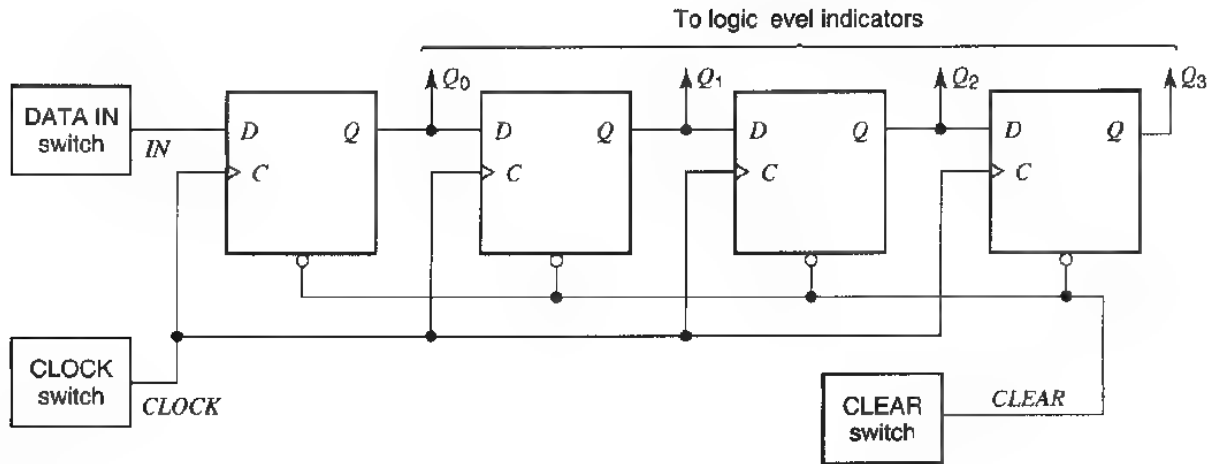 To logic evel indicators
Q0
Q1
Q2
Q3
DATA IN
switch
IN
D
Q
C
D
Q
C
D
Q
C
D
Q
C
CLOCK
switch
CLOCK
CLEAR
switch
CLEAR